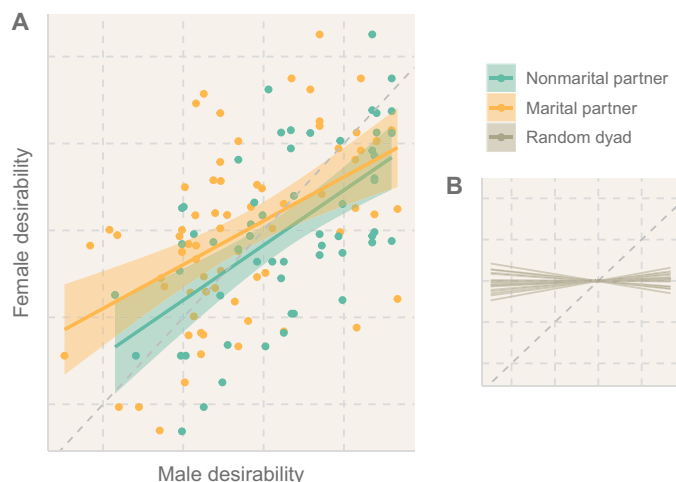 A
Female desirability
Male desirability
Nonmarital partner
Marital partner
Random dyad
B